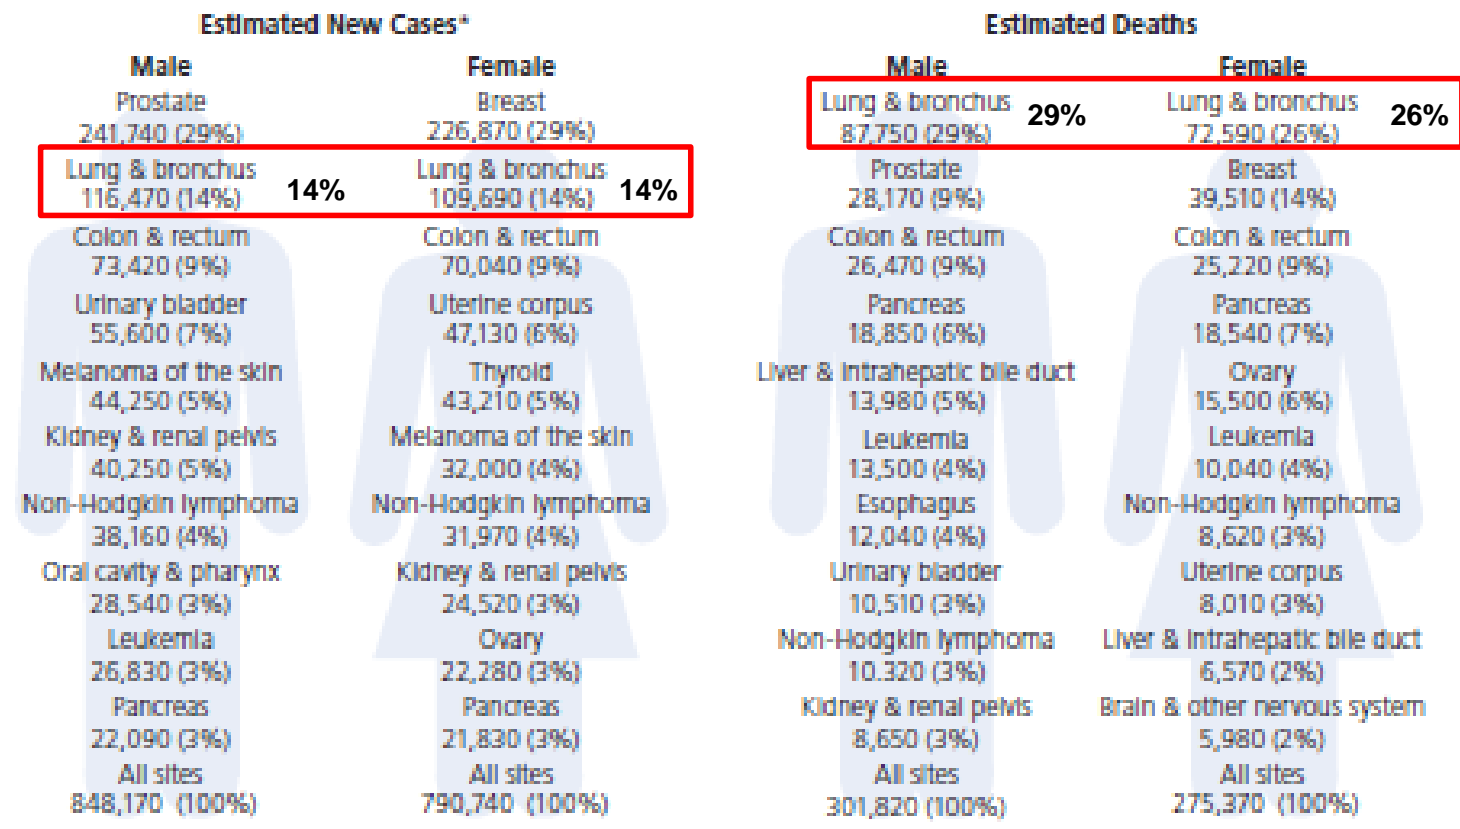 Estimated New Cases*
Male
Prostate
241,740 (29%)
Lung & bronchus
116,470 (14%)
14%
Colon & rectum
73,420 (9%)
Urinary bladder
55,600 (7%)
Melanoma of the skin
44,250 (5%)
Kidney & renal pelvis
40,250 (5%)
Non-Hodgkin lymphoma
38,160 (4%)
Oral cavity & pharynx
28,540 (3%)
Leukemia
26,830 (3%)
Pancreas
22,090 (3%)
All sites
848,170 (100%)
Female
Breast
226,870 (29%)
Lung & bronchus
109,690 (14%)
14%
Colon & rectum
70,040 (9%)
Uterine corpus
47,130 (6%)
Thyroid
43,210 (5%)
Melanoma of the skin
32,000 (4%)
Non-Hodgkin lymphoma
31,970 (4%)
Kidney & renal pelvis
24,520 (3%)
Ovary
22,280 (3%)
Pancreas
21,830 (3%)
All sites
790,740 (100%)
Estimated Deaths
Male
Lung & bronchus
87,750 (29%)
29%
Prostate
28,170 (9%)
Colon & rectum
26,470 (9%)
Pancreas
18,850 (6%)
Liver & intrahepatic bile duct
13,980 (5%)
Leukemia
13,500 (4%)
Esophagus
12,040 (4%)
Urinary bladder
10,510 (3%)
Non-Hodgkin lymphoma
10.320 (3%)
Kidney & renal pelvis
8,650 (3%)
All sites
301,820 (100%)
Female
Lung & bronchus
72,590 (26%)
26%
Breast
39,510 (14%)
Colon & rectum
25,220 (9%)
Pancreas
18,540 (7%)
Ovary
15,500 (6%)
Leukemia
10,040 (4%)
Non-Hodgkin lymphoma
8,620 (3%)
Uterine corpus
8,010 (3%)
Liver & intrahepatic bile duct
6,570 (2%)
Brain & other nervous system
5,980 (2%)
All sites
275,370 (100%)